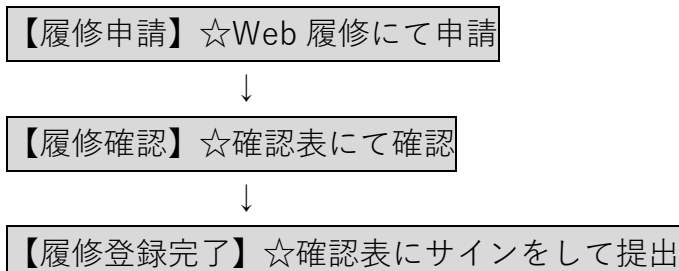 【履修申請】☆Web 履修にて申請
↓
【履修確認】☆確認表にて確認
↓
【履修登録完了】☆確認表にサインをして提出